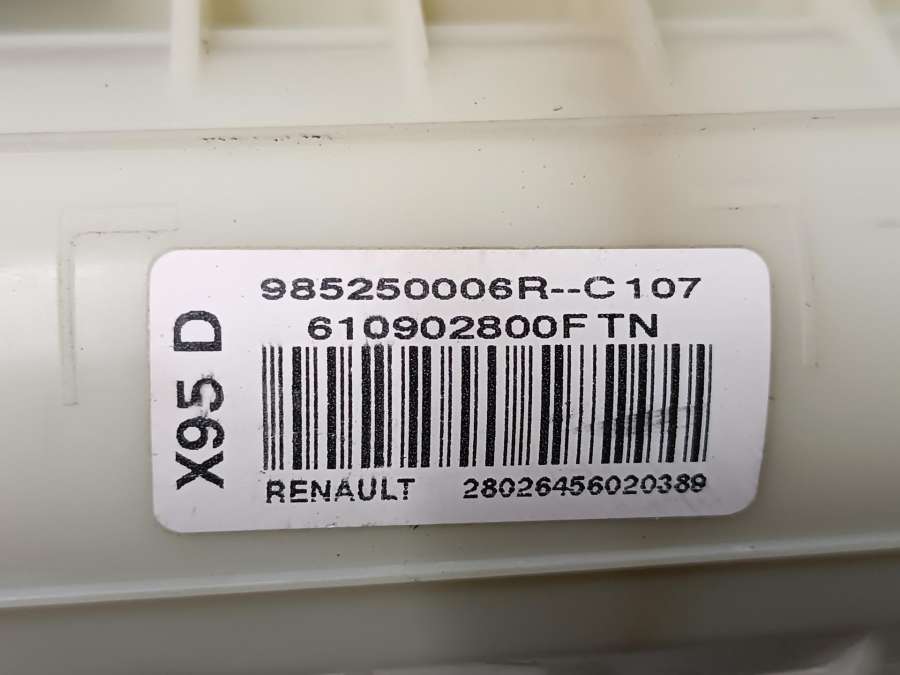 985250006R--C107
610902800F TN
X95 D
RENAULT 28026456020389